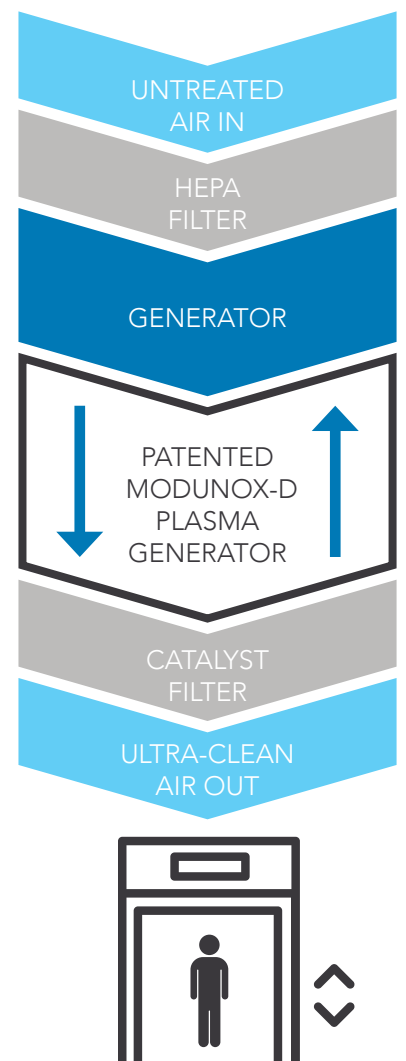 UNTREATED
AIR IN
HEPA
FILTER
GENERATOR
PATENTED
MODUNOX-D
PLASMA
GENERATOR
CATALYST
FILTER
ULTRA-CLEAN
AIR OUT